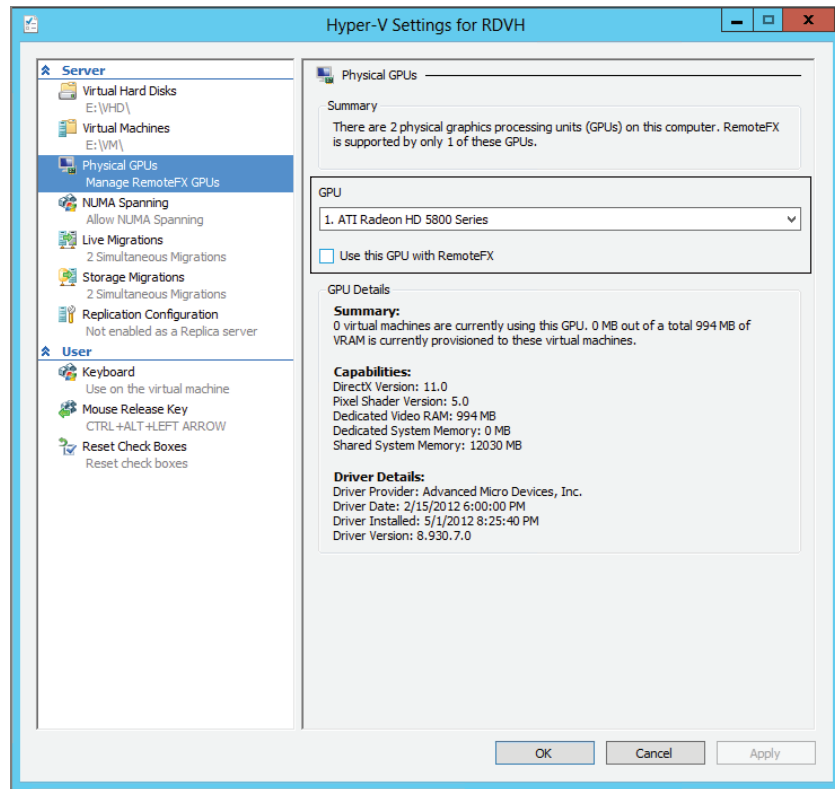 Hyper-V Settings for RDVH
Server
Virtual Hard Disks
E:\VHD\
Virtual Machines
E:\VM\
Physical GPUs
Manage RemoteFX GPUs
NUMA Spanning
Allow NUMA Spanning
Live Migrations
2 Simultaneous Migrations
Storage Migrations
2 Simultaneous Migrations
Replication Configuration
Not enabled as a Replica server
User
Keyboard
Use on the virtual machine
Mouse Release Key
CTRL+ALT+LEFT ARROW
Reset Check Boxes
Reset check boxes
Physical GPUs
Summary
There are 2 physical graphics processing units (GPUs) on this computer. RemoteFX
is supported by only 1 of these GPUs.
GPU
1. ATI Radeon HD 5800 Series
Use this GPU with RemoteFX
GPU Details
Summary:
0 virtual machines are currently using this GPU. 0 MB out of a total 994 MB of
VRAM is currently provisioned to these virtual machines.
Capabilities:
DirectX Version: 11.0
Pixel Shader Version: 5.0
Dedicated Video RAM: 994 MB
Dedicated System Memory: 0 MB
Shared System Memory: 12030 MB
Driver Details:
Driver Provider: Advanced Micro Devices, Inc.
Driver Date: 2/15/2012 6:00:00 PM
Driver Installed: 5/1/2012 8:25:40 PM
Driver Version: 8.930.7.0
OK
Cancel
Apply